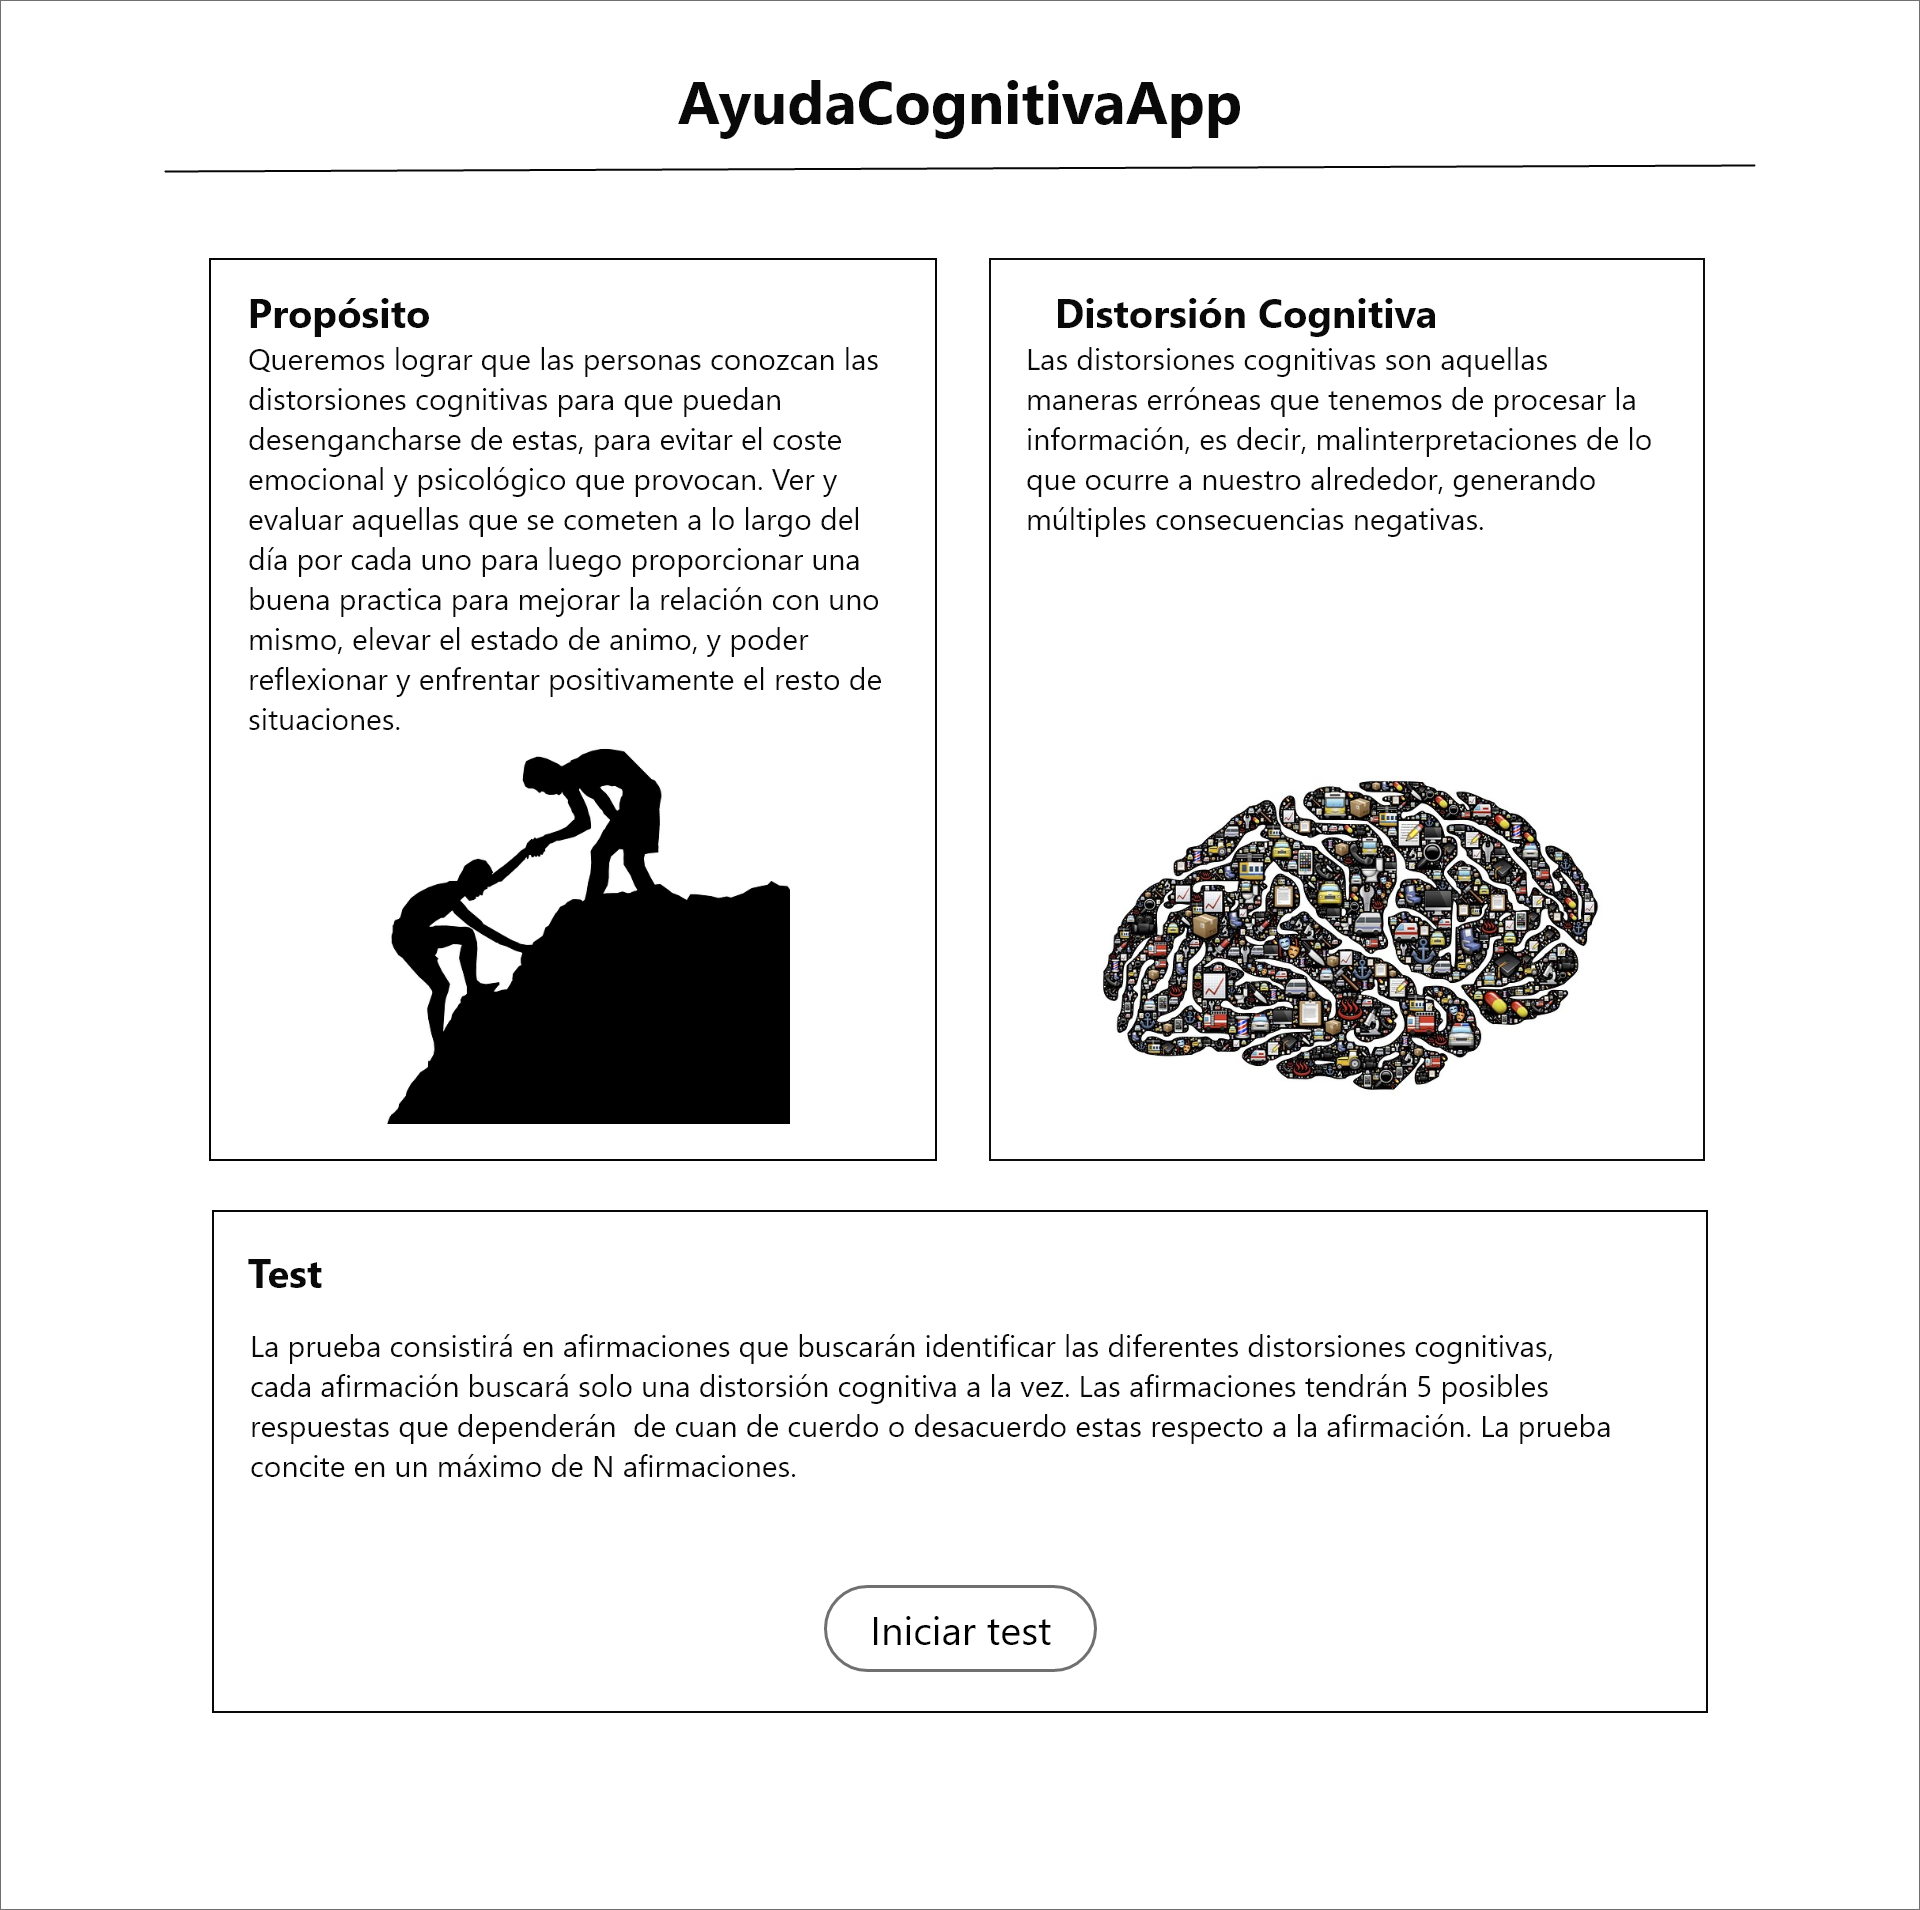 AyudaCognitivaApp
Propósito
Queremos lograr que las personas conozcan las
distorsiones cognitivas para que puedan
desengancharse de estas, para evitar el coste
emocional y psicológico que provocan. Ver y
evaluar aquellas que se cometen a lo largo del
día por cada uno para luego proporcionar una
buena practica para mejorar la relación con uno
mismo, elevar el estado de animo, y poder
reflexionar y enfrentar positivamente el resto de
situaciones.
Distorsión Cognitiva
Las distorsiones cognitivas son aquellas
maneras erróneas que tenemos de procesar la
información, es decir, malinterpretaciones de lo
que ocurre a nuestro alrededor, generando
múltiples consecuencias negativas.
Test
La prueba consistirá en afirmaciones que buscarán identificar las diferentes distorsiones cognitivas,
cada afirmación buscará solo una distorsión cognitiva a la vez. Las afirmaciones tendrán 5 posibles
respuestas que dependerán  de cuan de cuerdo o desacuerdo estas respecto a la afirmación. La prueba
concite en un máximo de N afirmaciones.
Iniciar test